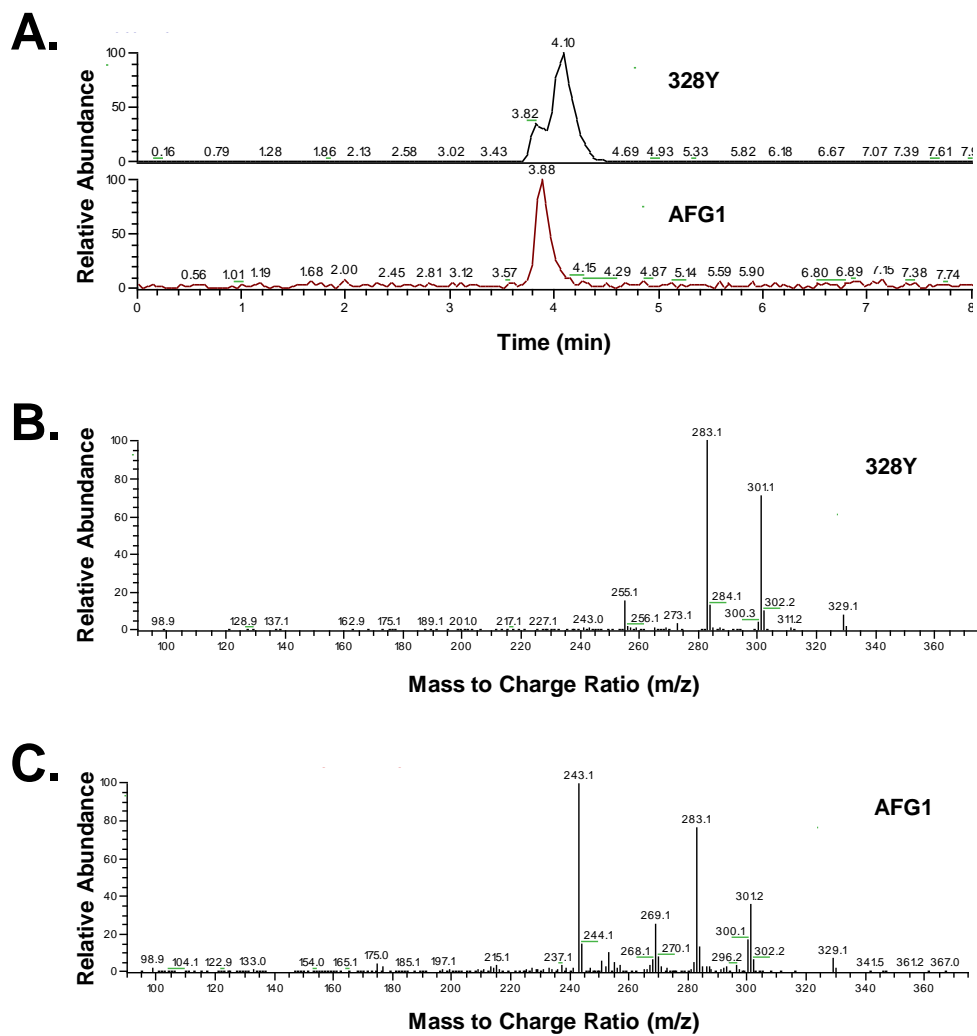 A.
Relative Abundance
100
50
0
4.10
3.82
328Y
0.16 0.79 1.28 1.86 2.13 2.58 3.02 3.43 4.69 4.93 5.33 5.82 6.18 6.67 7.07 7.39 7.61 7.9
3.88
100
50
0
AFG1
0.56 1.01 1.19 1.68 2.00 2.45 2.81 3.12 3.57 4.15 4.29 4.87 5.14 5.59 5.90 6.80 6.89 7.15 7.38 7.74
0 1 2 3 4 5 6 7 8
Time (min)
B.
Relative Abundance
100
80
60
40
20
0
283.1
328Y
301.1
255.1
284.1
302.2
329.1
98.9 128.9 137.1 162.9 175.1 189.1 201.0 217.1 227.1 243.0 256.1 273.1 300.3 311.2
100 120 140 160 180 200 220 240 260 280 300 320 340 360
Mass to Charge Ratio (m/z)
C.
Relative Abundance
100
80
60
40
20
0
243.1
AFG1
283.1
301.2
269.1
300.1
244.1
268.1 270.1 296.2 302.2 329.1
98.9 104.1 122.9 133.0 154.0 165.1 175.0 185.1 197.1 215.1 237.1 341.5 361.2 367.0
100 120 140 160 180 200 220 240 260 280 300 320 340 360
Mass to Charge Ratio (m/z)